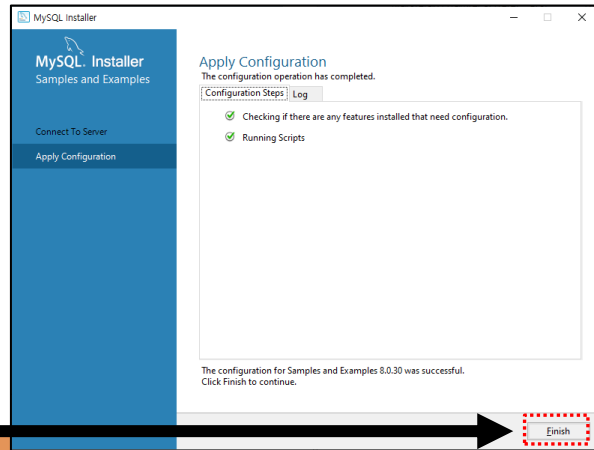 MySQL Installer
MySQL. Installer
Samples and Examples
Connect To Server
Apply Configuration
Apply Configuration
The configuration operation has completed.
Configuration Steps Log
Checking if there are any features installed that need configuration.
Running Scripts
The configuration for Samples and Examples 8.0.30 was successful.
Click Finish to continue.
Finish